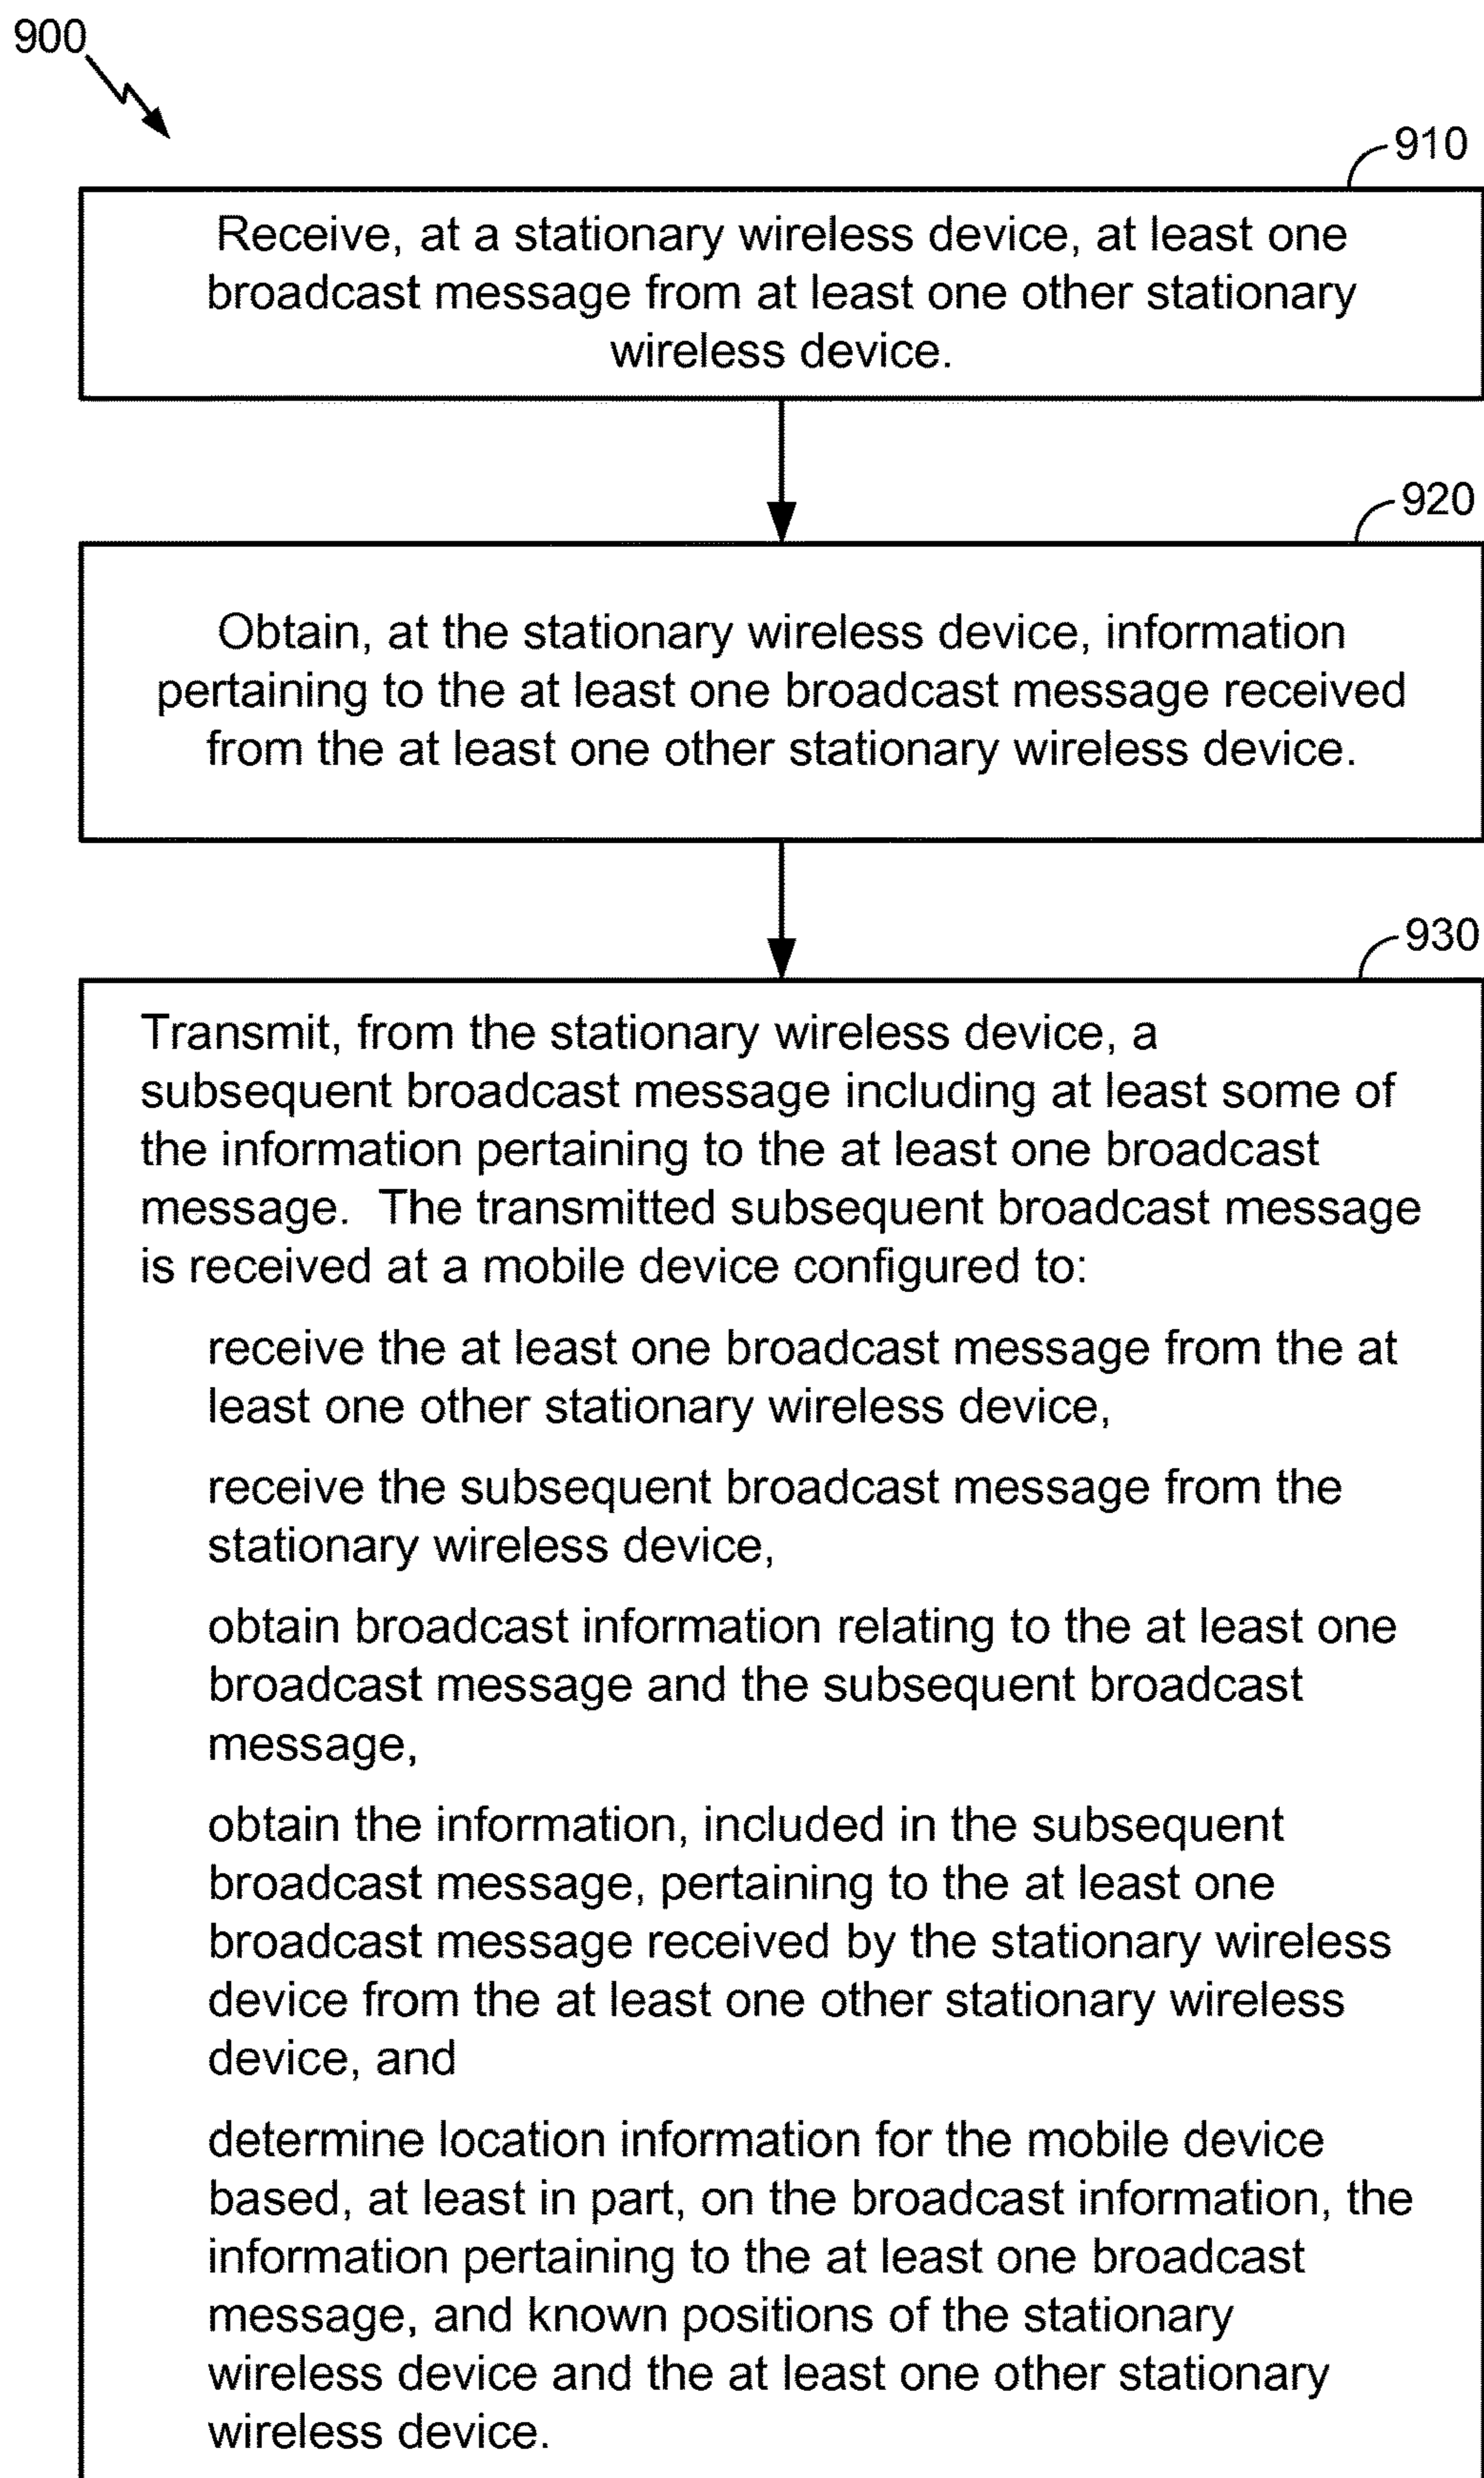 900
910
Receive, at a stationary wireless device, at least one
broadcast message from at least one other stationary
wireless device.
920
Obtain, at the stationary wireless device, information
pertaining to the at least one broadcast message received
from the at least one other stationary wireless device.
930
Transmit, from the stationary wireless device, a
subsequent broadcast message including at least some of
the information pertaining to the at least one broadcast
message.  The transmitted subsequent broadcast message
is received at a mobile device configured to:
receive the at least one broadcast message from the at
least one other stationary wireless device,
receive the subsequent broadcast message from the
stationary wireless device,
obtain broadcast information relating to the at least one
broadcast message and the subsequent broadcast
message,
obtain the information, included in the subsequent
broadcast message, pertaining to the at least one
broadcast message received by the stationary wireless
device from the at least one other stationary wireless
device, and
determine location information for the mobile device
based, at least in part, on the broadcast information, the
information pertaining to the at least one broadcast
message, and known positions of the stationary
wireless device and the at least one other stationary
wireless device.